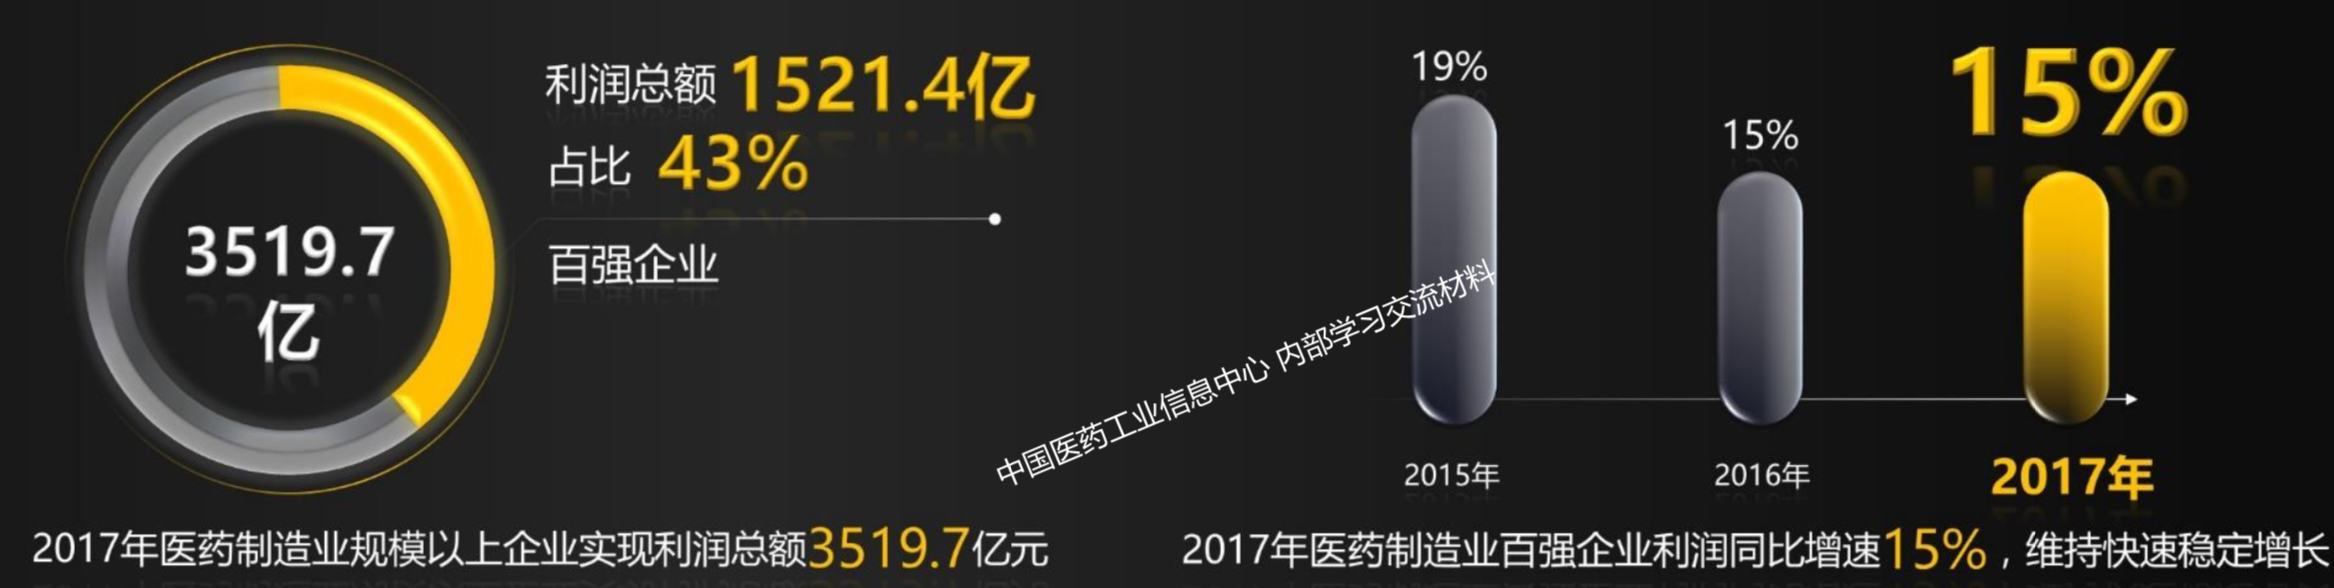 3519.7
亿
利润总额 1521.4亿
占比 43%
百强企业
2017年医药制造业规模以上企业实现利润总额3519.7亿元
19%
15%
15%
2015年
2016年
2017年
2017年医药制造业百强企业利润同比增速15%，维持快速稳定增长
中国医药工业信息中心 内部学习交流材料